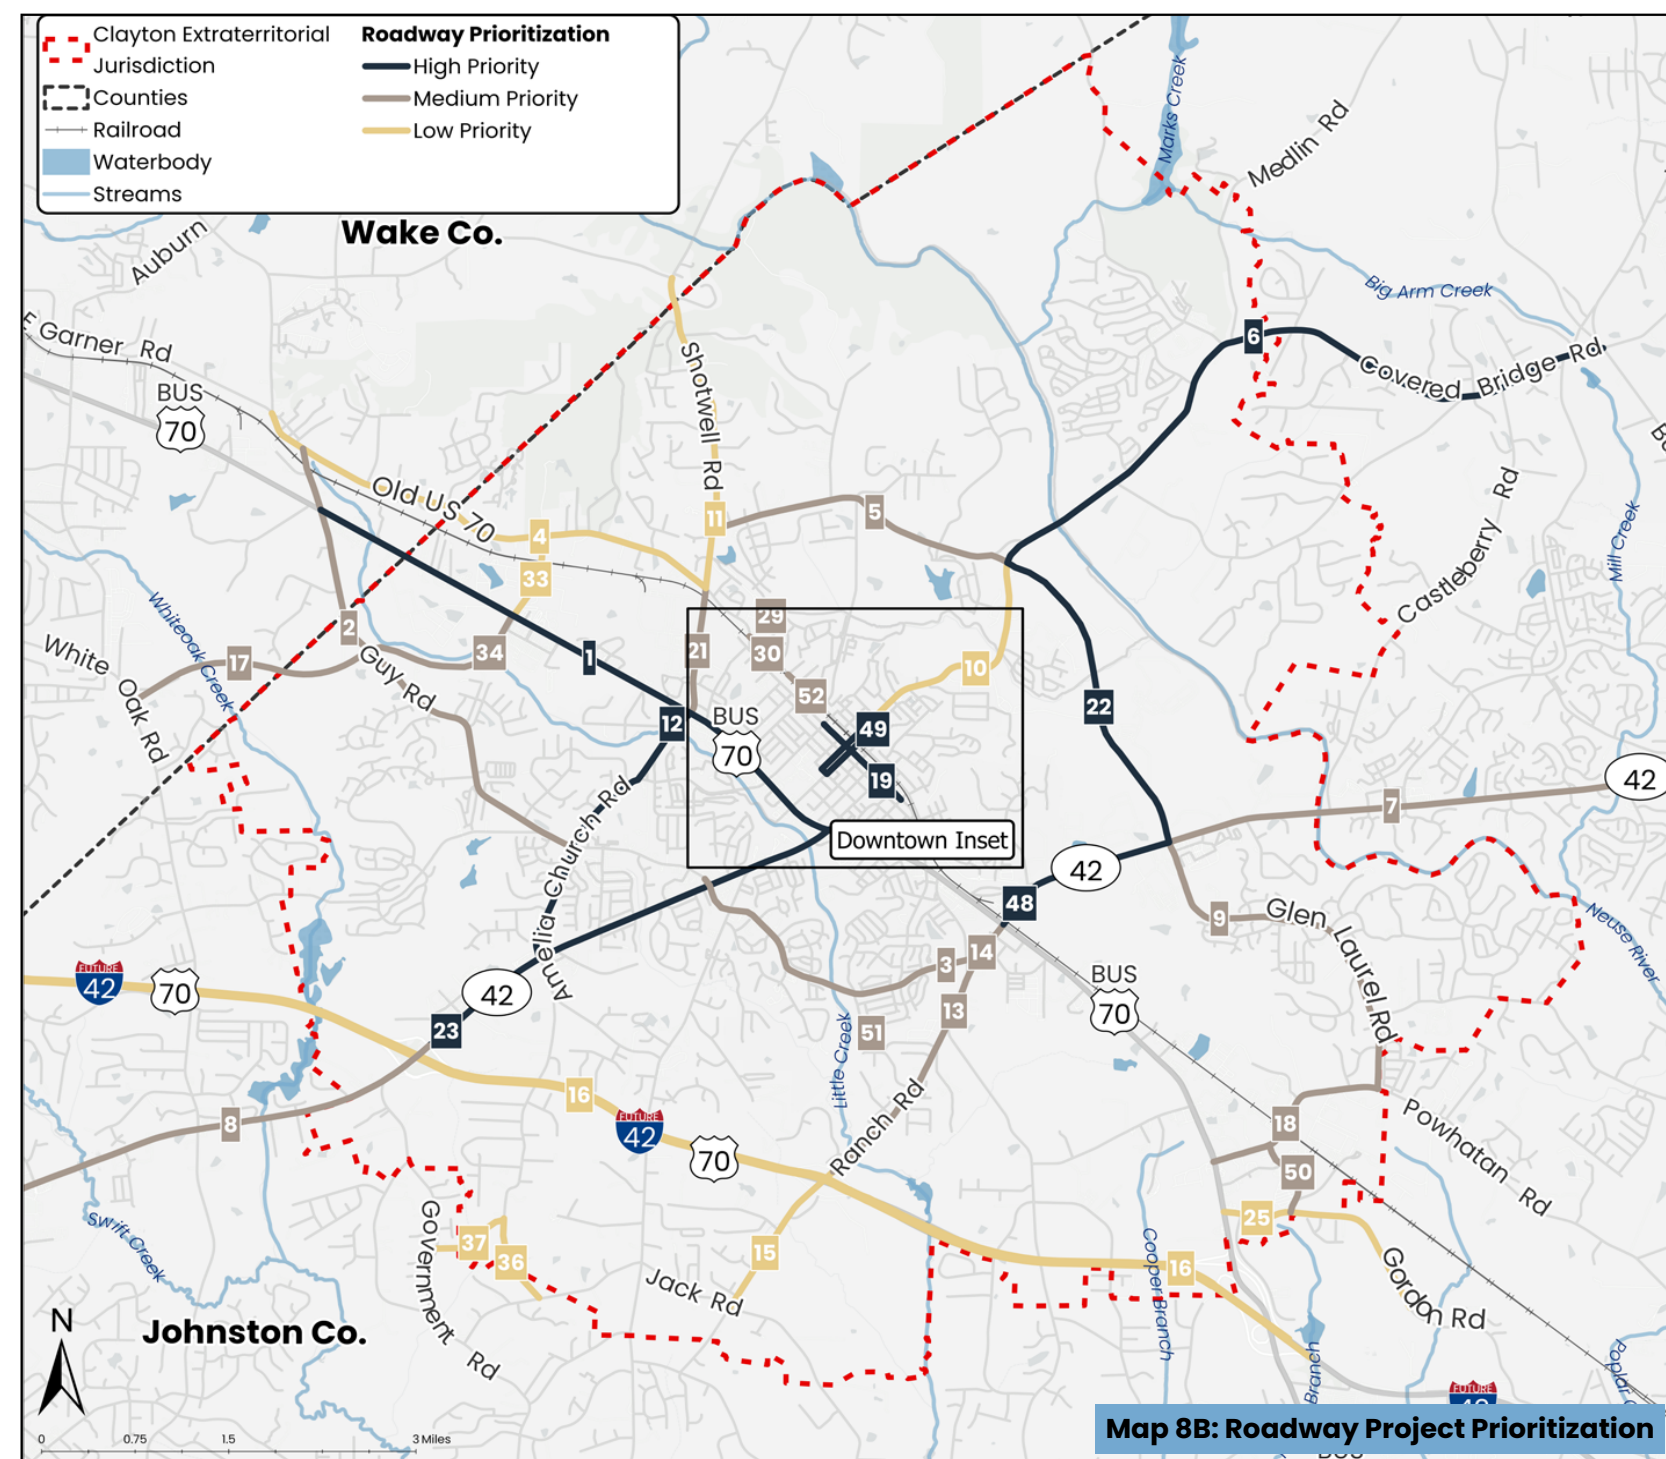 Clayton Extraterritorial
Jurisdiction
Counties
Railroad
Waterbody
Streams
Roadway Prioritization
High Priority
Medium Priority
Low Priority
Wake Co.
Auburn
Marks Creek
Medlin Rd
Big Arm Creek
E Garner Rd
BUS
70
Shotwell Rd
6
Covered Bridge Rd
Old US 70
4
33
11
5
Castleberry Rd
Mill Creek
Whiteoak Creek
White Oak Rd
17
2
Guy Rd
34
1
21
29
30
52
10
12
BUS
70
49
19
22
42
7
Downtown Inset
Amelia Church Rd
42
48
9
Glen Laurel Rd
Neuse River
FUTURE
42
70
42
23
3
14
13
51
BUS
70
Little Creek
16
8
FUTURE
42
70
Ranch Rd
18
50
Powhatan Rd
Swift Creek
Government Rd
37
36
15
Jack Rd
Cooper Branch
16
25
Gordon Rd
Branch
Poplar
N
Johnston Co.
FUTURE
0 0.75 1.5 3 Miles
Map 8B: Roadway Project Prioritization